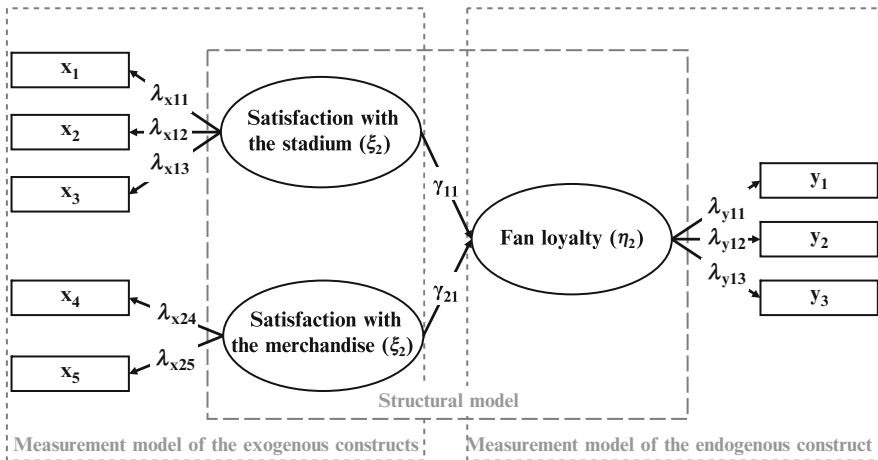 x₁
λₓ₁₁
x₂
λₓ₁₂
x₃
λₓ₁₃
Satisfaction with
the stadium (ξ₂)
γ₁₁
x₄
λₓ₂₄
x₅
λₓ₂₅
Satisfaction with
the merchandise (ξ₂)
γ₂₁
Fan loyalty (η₂)
λy₁₁
y₁
λy₁₂
y₂
λy₁₃
y₃
Structural model
Measurement model of the exogenous constructs
Measurement model of the endogenous construct